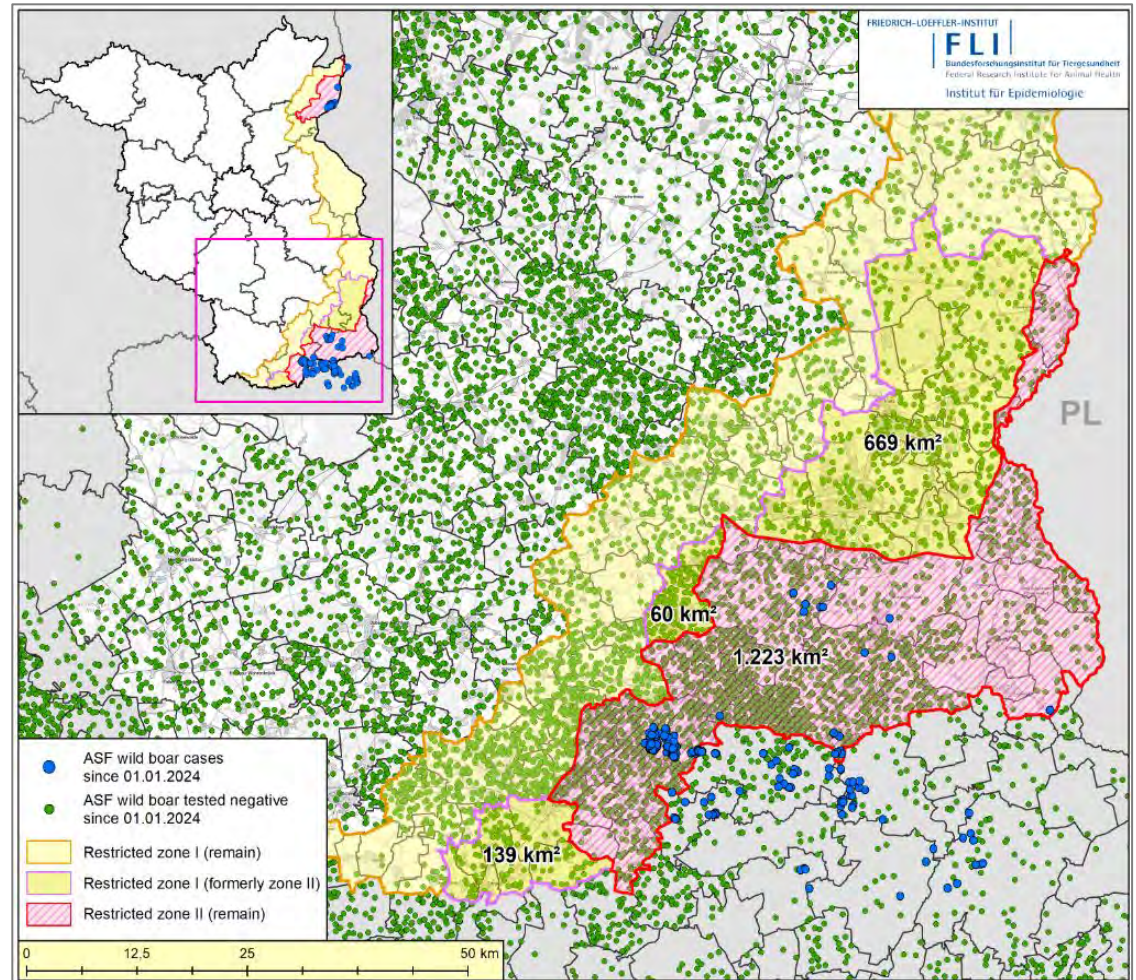 FRIEDRICH-LOEFFLER-INSTITUT
FLI
Bundesforschungsinstitut für Tiergesundheit
Federal Research Institute for Animal Health
Institut für Epidemiologie
PL
669 km²
60 km²
1.223 km²
139 km²
ASF wild boar cases
since 01.01.2024
ASF wild boar tested negative
since 01.01.2024
Restricted zone I (remain)
Restricted zone I (formerly zone II)
Restricted zone II (remain)
0 12,5 25 50 km